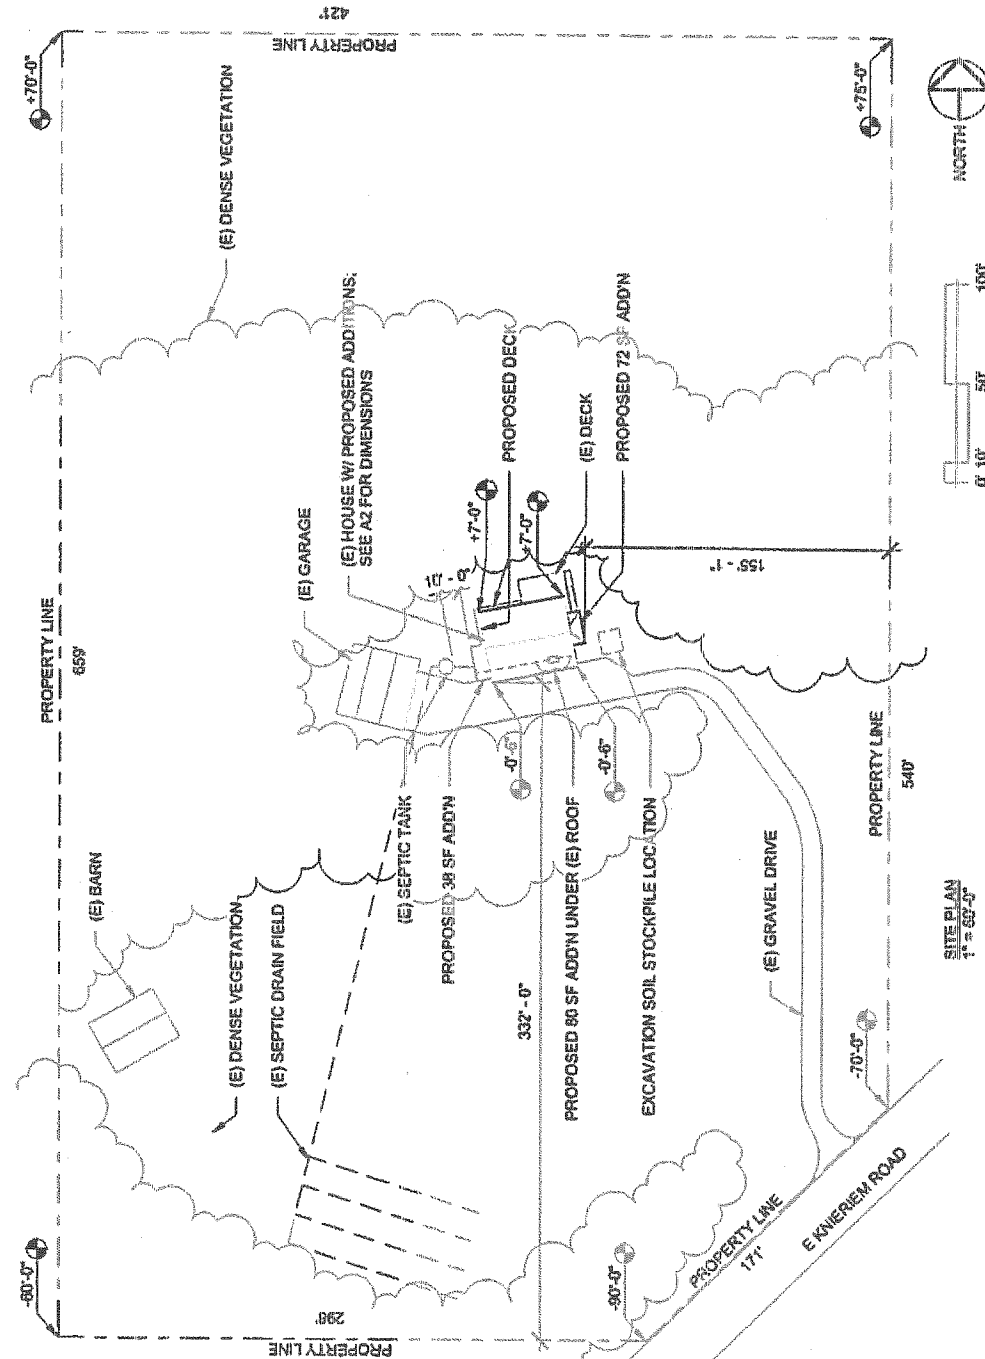 421'
PROPERTY LINE
+70'-0"
+75'-0"
NORTH
(E) DENSE VEGETATION
0' 10' 50' 100'
(E) HOUSE W/ PROPOSED ADDITIONS:
SEE A2 FOR DIMENSIONS
PROPOSED DECK
(E) DECK
PROPOSED 72 SF ADD'N
(E) GARAGE
+7'-0"
+7'-0"
10' - 0"
155' - 1"
PROPERTY LINE
659'
-0'-6"
-0'-6"
PROPERTY LINE
540'
(E) BARN
(E) SEPTIC TANK
PROPOSED 38 SF ADD'N
PROPOSED 80 SF ADD'N UNDER (E) ROOF
EXCAVATION SOIL STOCKPILE LOCATION
(E) GRAVEL DRIVE
SITE PLAN
1" = 60'-0"
(E) DENSE VEGETATION
(E) SEPTIC DRAIN FIELD
332' - 0"
-70'-0"
-60'-0"
-90'-0"
PROPERTY LINE
171'
E KNIERIEM ROAD
298'
PROPERTY LINE